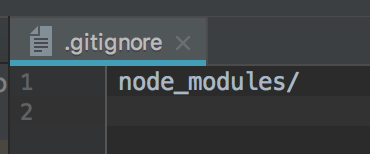 .gitignore
1 node_modules/
2